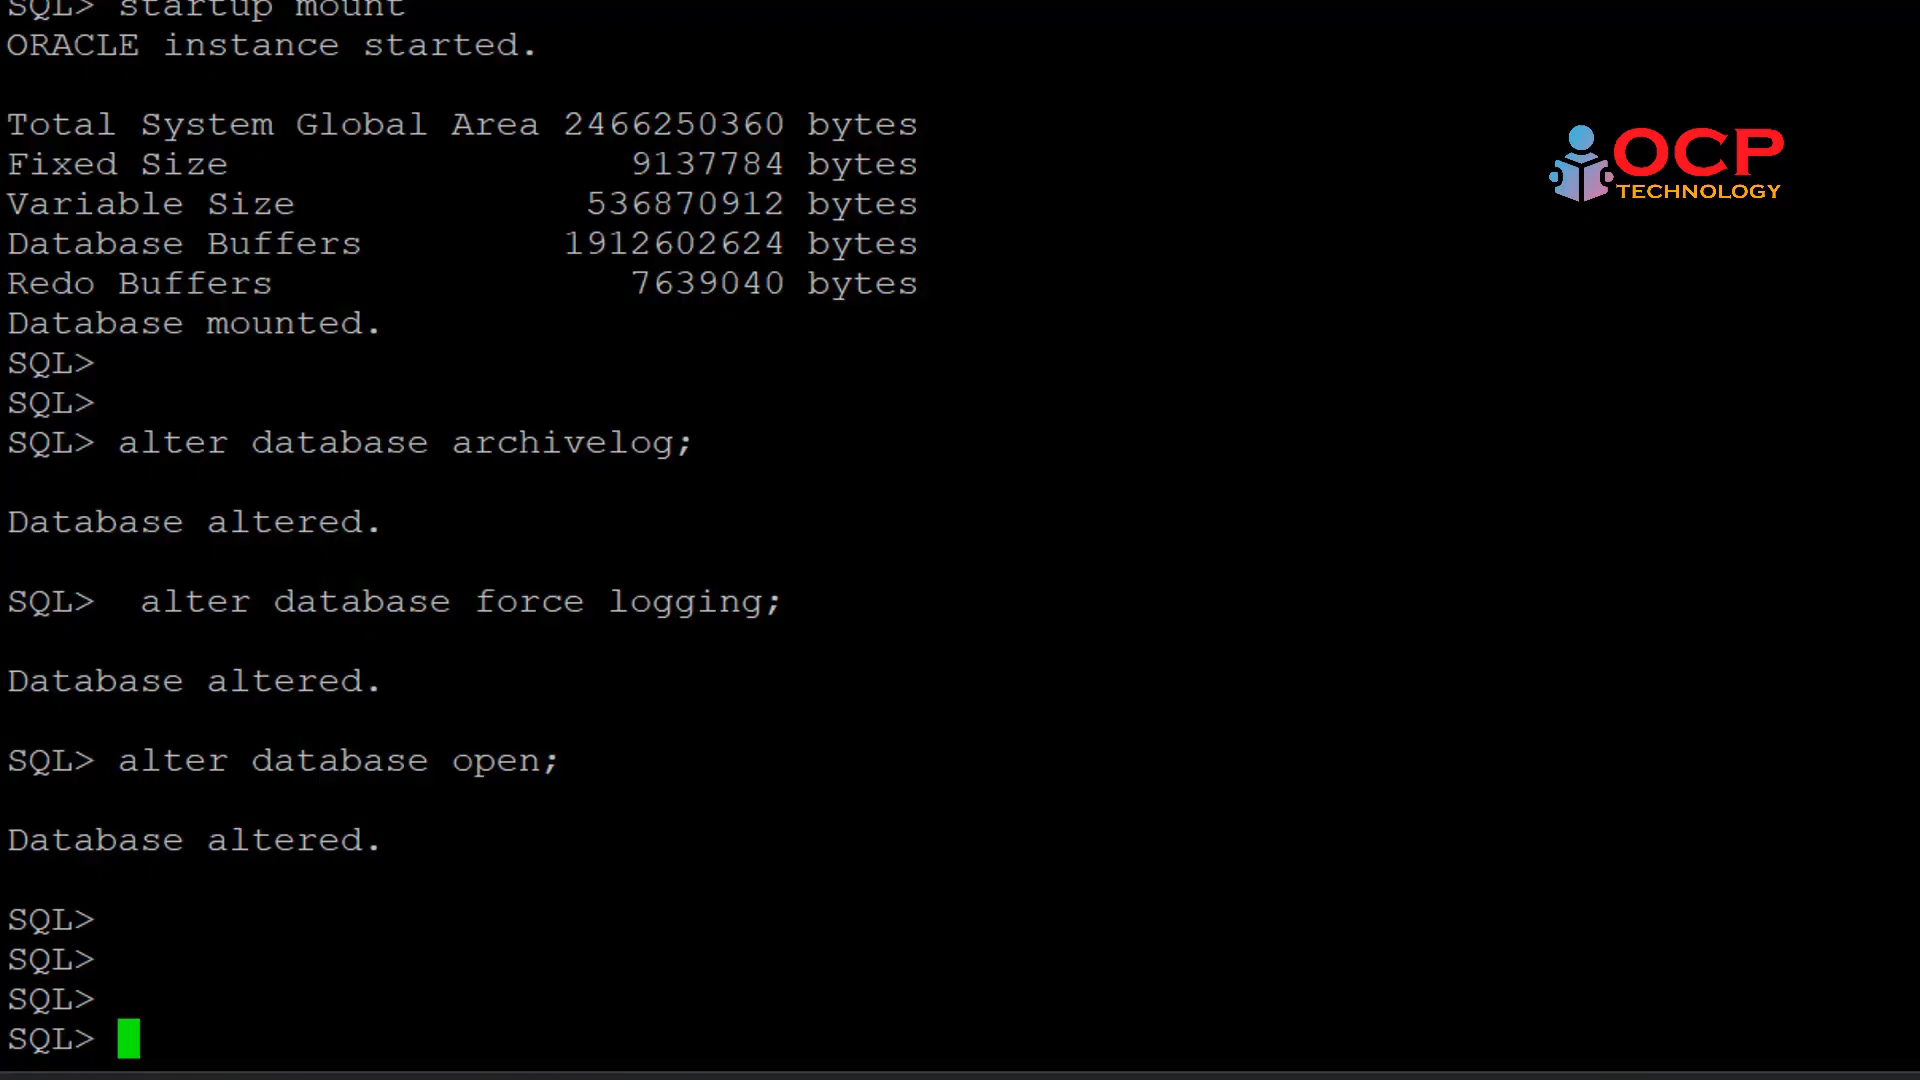 SQL> startup mount
ORACLE instance started.
Total System Global Area 2466250360 bytes
Fixed Size 9137784 bytes
Variable Size 536870912 bytes
Database Buffers 1912602624 bytes
Redo Buffers 7639040 bytes
Database mounted.
SQL>
SQL>
SQL> alter database archivelog;
Database altered.
SQL>  alter database force logging;
Database altered.
SQL> alter database open;
Database altered.
SQL>
SQL>
SQL>
SQL>
OCP
TECHNOLOGY